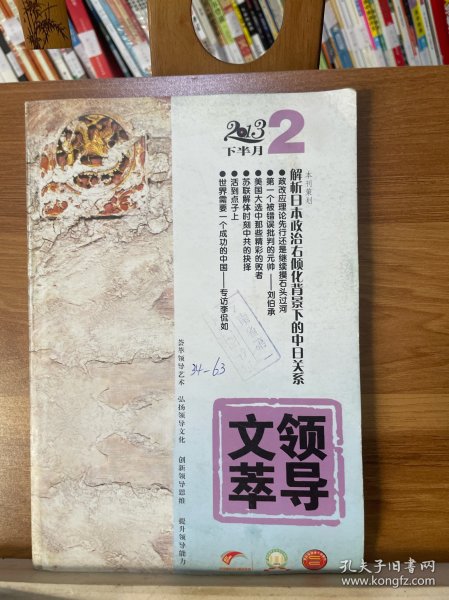 2013
2
下半月
本刊策划
解析日本政治右倾化背景下的中日关系
●政改应理论先行还是继续摸石头过河
●第一个被错误批判的元帅——刘伯承
●美国大选中那些精彩的败者
●苏联解体时刻中共的抉择
●活到点子上
●世界需要一个成功的中国——专访李侃如
荟萃领导艺术 弘扬领导文化 创新领导思维 提升领导能力
34-63
领导
文萃
孔夫子旧书网
www.kongfz.com